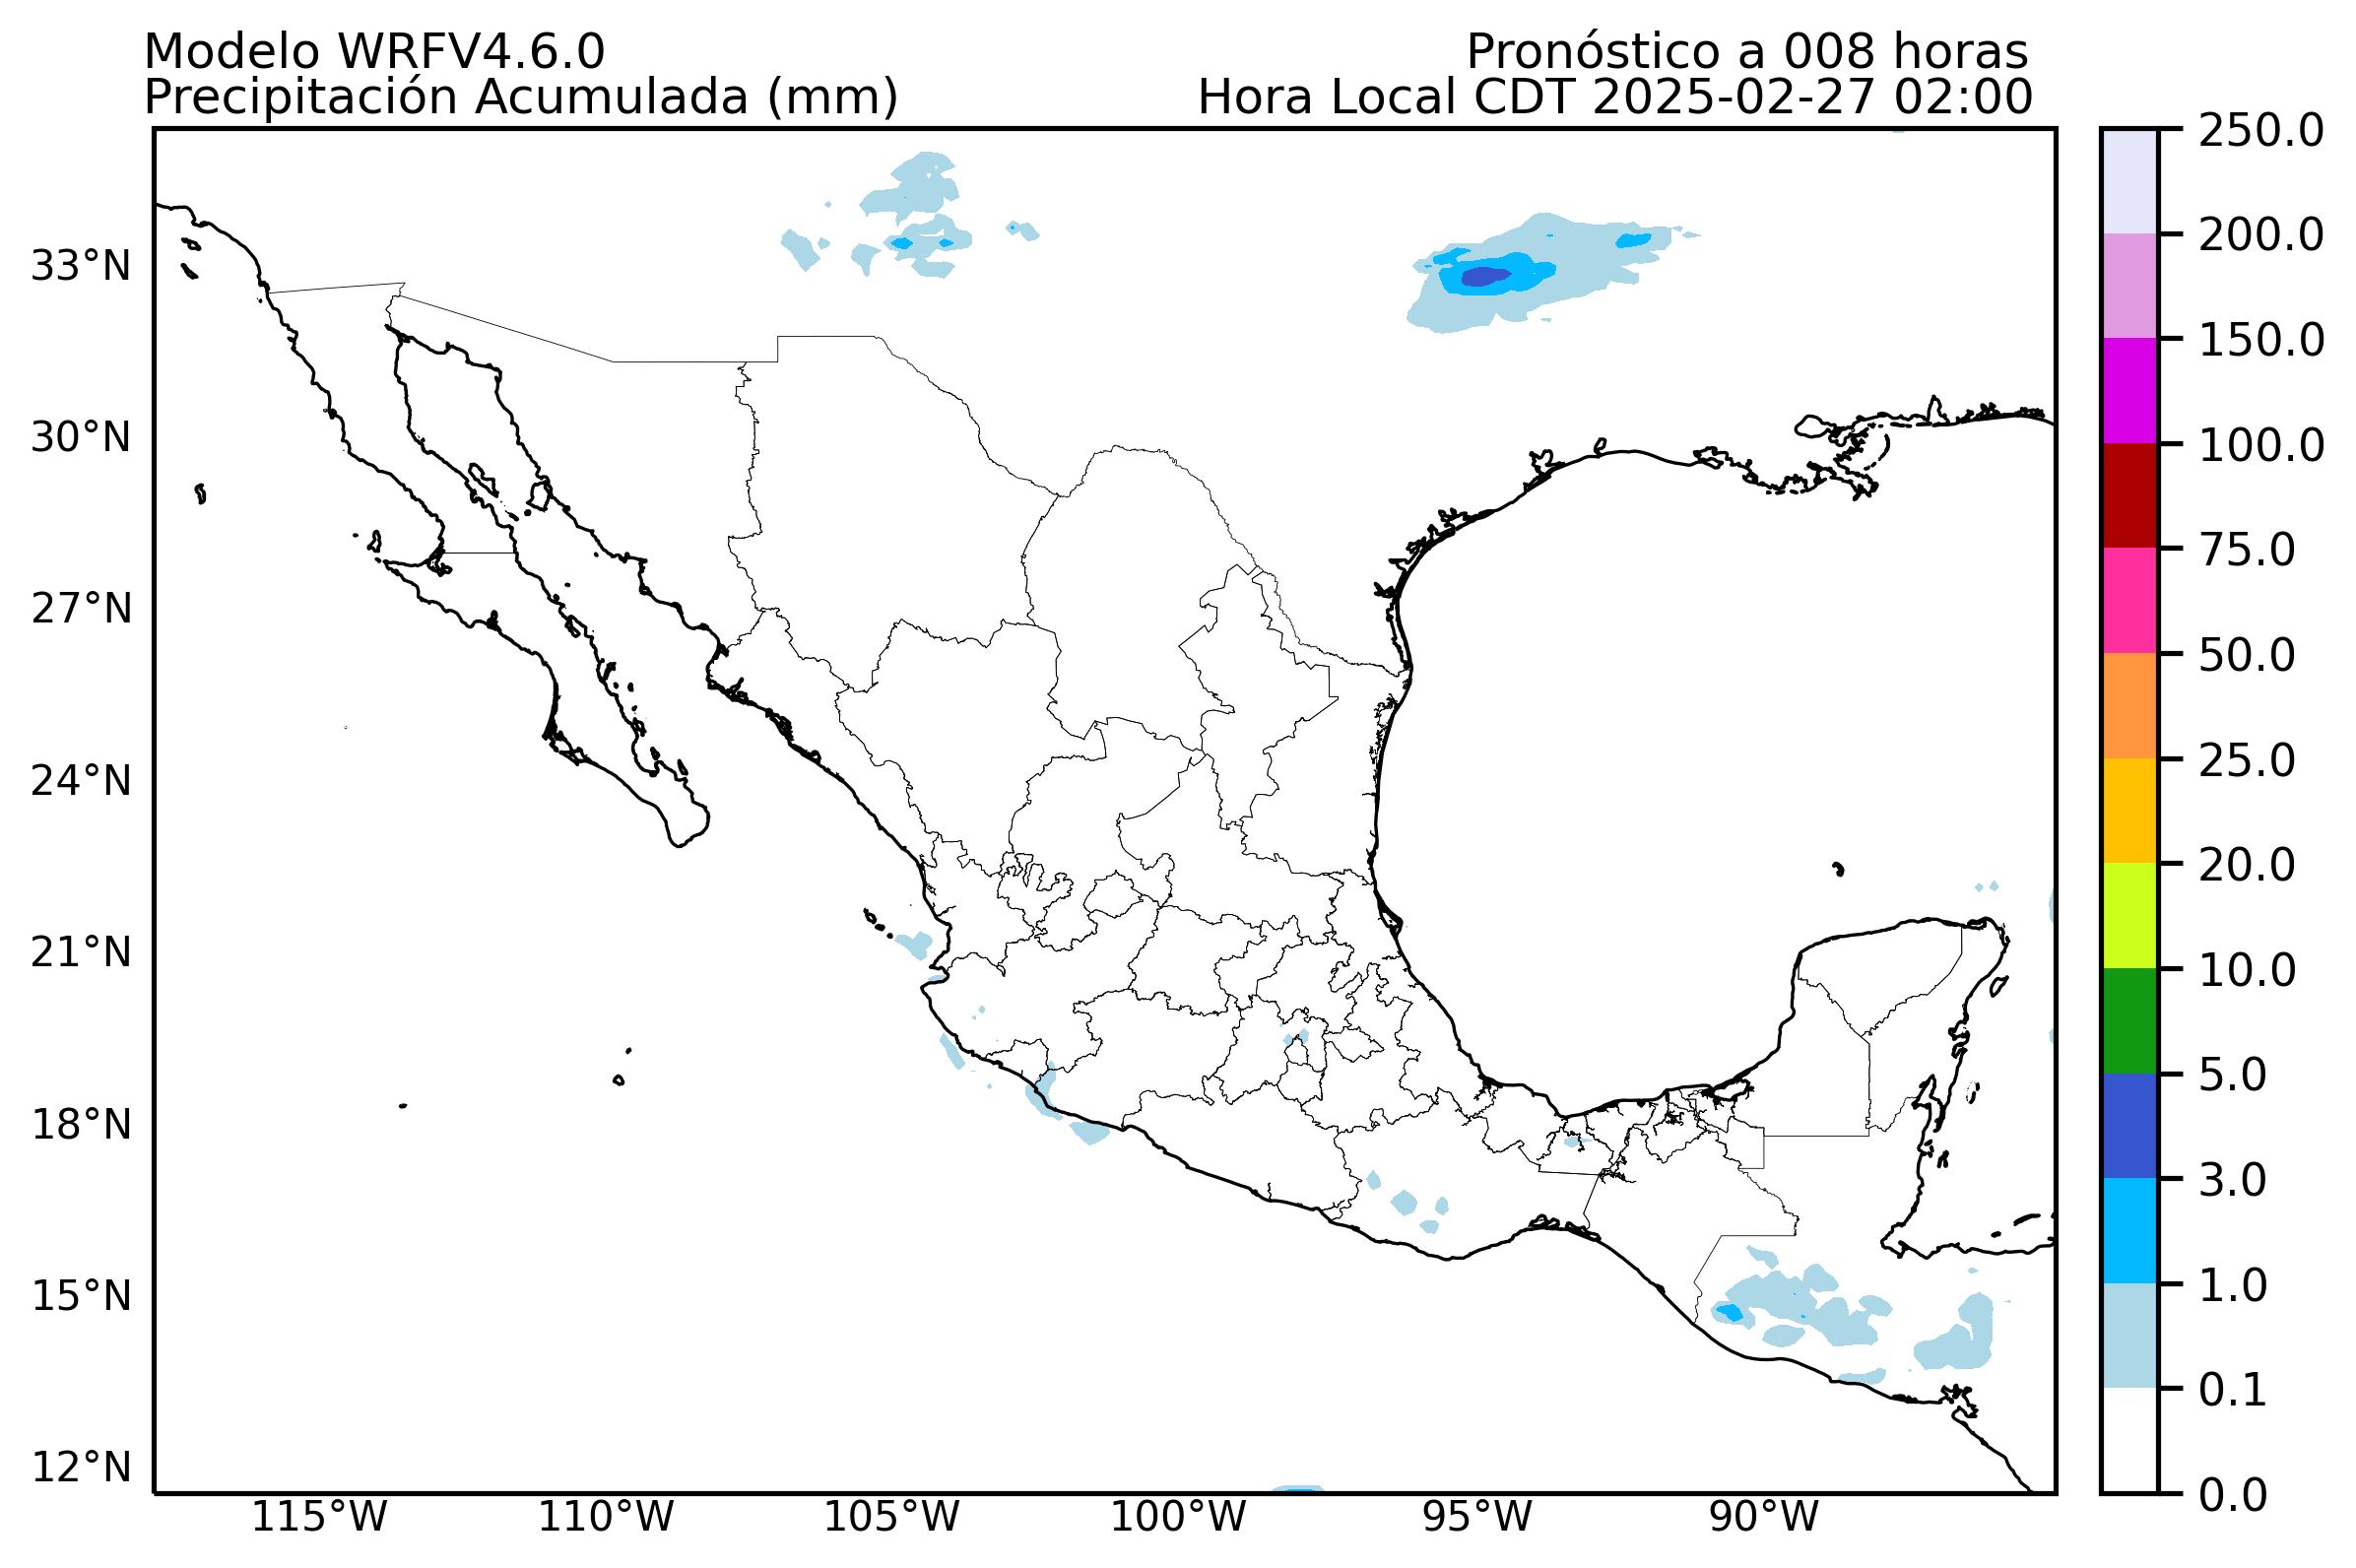 Modelo WRFV4.6.0
Pronóstico a 008 horas
Precipitación Acumulada (mm)
Hora Local CDT 2025-02-27 02:00
33°N
30°N
27°N
24°N
21°N
18°N
15°N
12°N
115°W
110°W
105°W
100°W
95°W
90°W
250.0
200.0
150.0
100.0
75.0
50.0
25.0
20.0
10.0
5.0
3.0
1.0
0.1
0.0